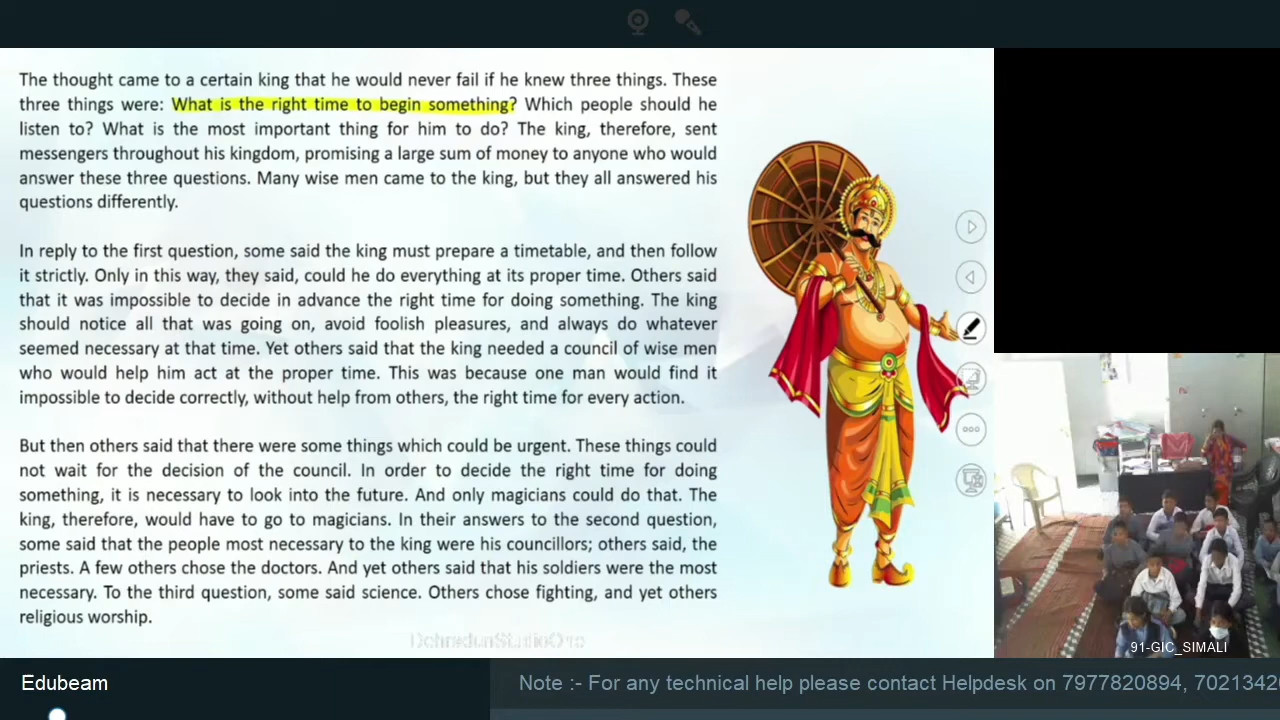 The thought came to a certain king that he would never fail if he knew three things. These
three things were: What is the right time to begin something? Which people should he
listen to? What is the most important thing for him to do? The king, therefore, sent
messengers throughout his kingdom, promising a large sum of money to anyone who would
answer these three questions. Many wise men came to the king, but they all answered his
questions differently.
In reply to the first question, some said the king must prepare a timetable, and then follow
it strictly. Only in this way, they said, could he do everything at its proper time. Others said
that it was impossible to decide in advance the right time for doing something. The king
should notice all that was going on, avoid foolish pleasures, and always do whatever
seemed necessary at that time. Yet others said that the king needed a council of wise men
who would help him act at the proper time. This was because one man would find it
impossible to decide correctly, without help from others, the right time for every action.
But then others said that there were some things which could be urgent. These things could
not wait for the decision of the council. In order to decide the right time for doing
something, it is necessary to look into the future. And only magicians could do that. The
king, therefore, would have to go to magicians. In their answers to the second question,
some said that the people most necessary to the king were his councillors; others said, the
priests. A few others chose the doctors. And yet others said that his soldiers were the most
necessary. To the third question, some said science. Others chose fighting, and yet others
religious worship.
91-GIC_SIMALI
Edubeam
Note :- For any technical help please contact Helpdesk on 7977820894, 7021342